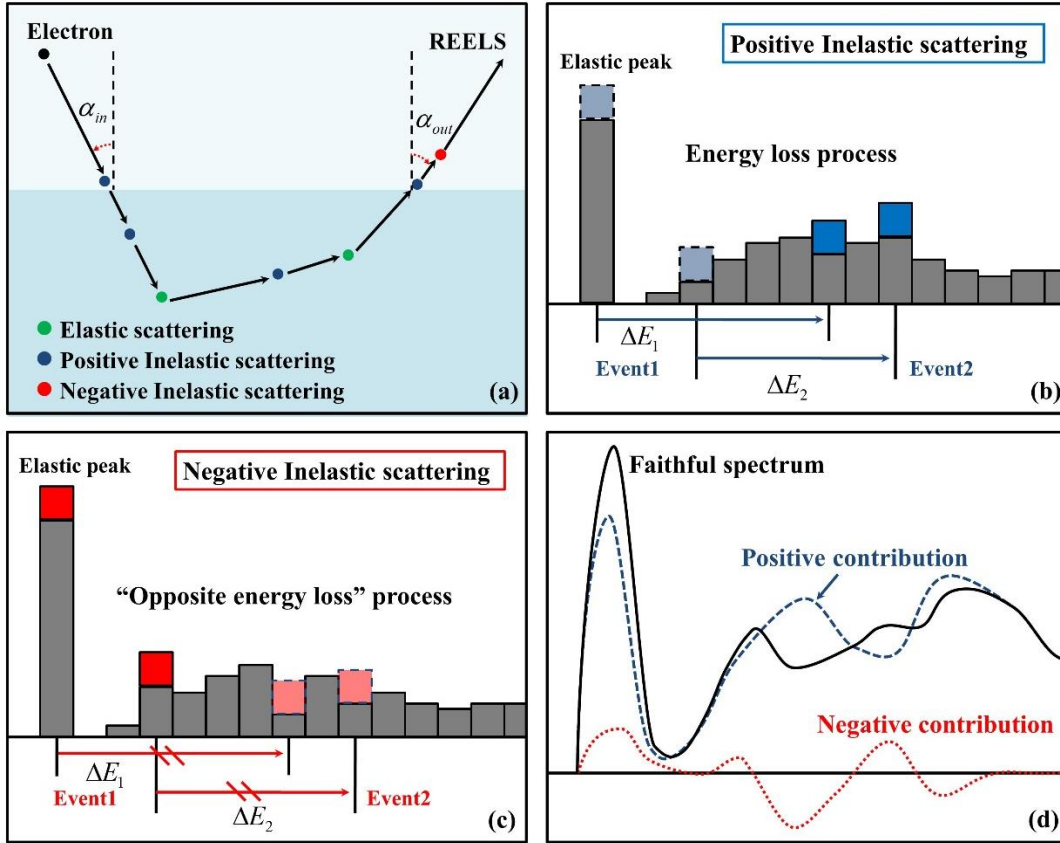 Electron
REELS
α_in
α_out
Elastic scattering
Positive Inelastic scattering
Negative Inelastic scattering
(a)
Positive Inelastic scattering
Elastic peak
Energy loss process
ΔE_1
Event1
Event2
ΔE_2
(b)
Elastic peak
Negative Inelastic scattering
“Opposite energy loss” process
ΔE_1
Event1
Event2
ΔE_2
(c)
Faithful spectrum
Positive contribution
Negative contribution
(d)